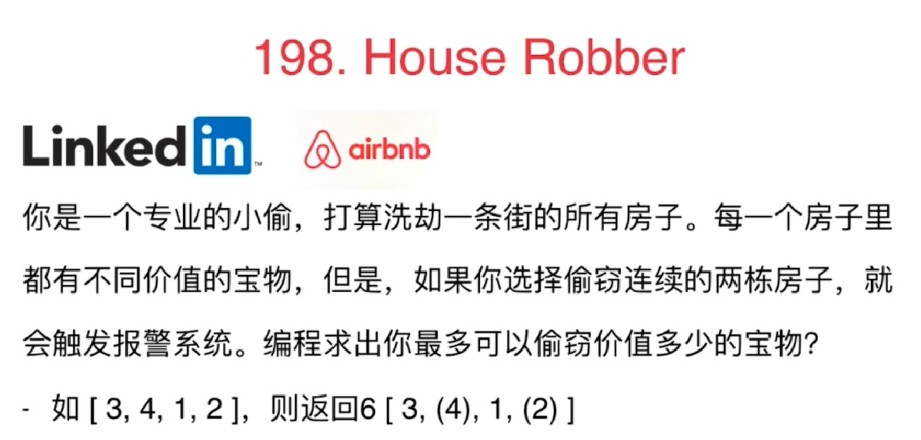 198. House Robber
Linked in ™ airbnb
你是一个专业的小偷，打算洗劫一条街的所有房子。每一个房子里
都有不同价值的宝物，但是，如果你选择偷窃连续的两栋房子，就
会触发报警系统。编程求出你最多可以偷窃价值多少的宝物？
- 如 [ 3, 4, 1, 2 ]，则返回6 [ 3, (4), 1, (2) ]